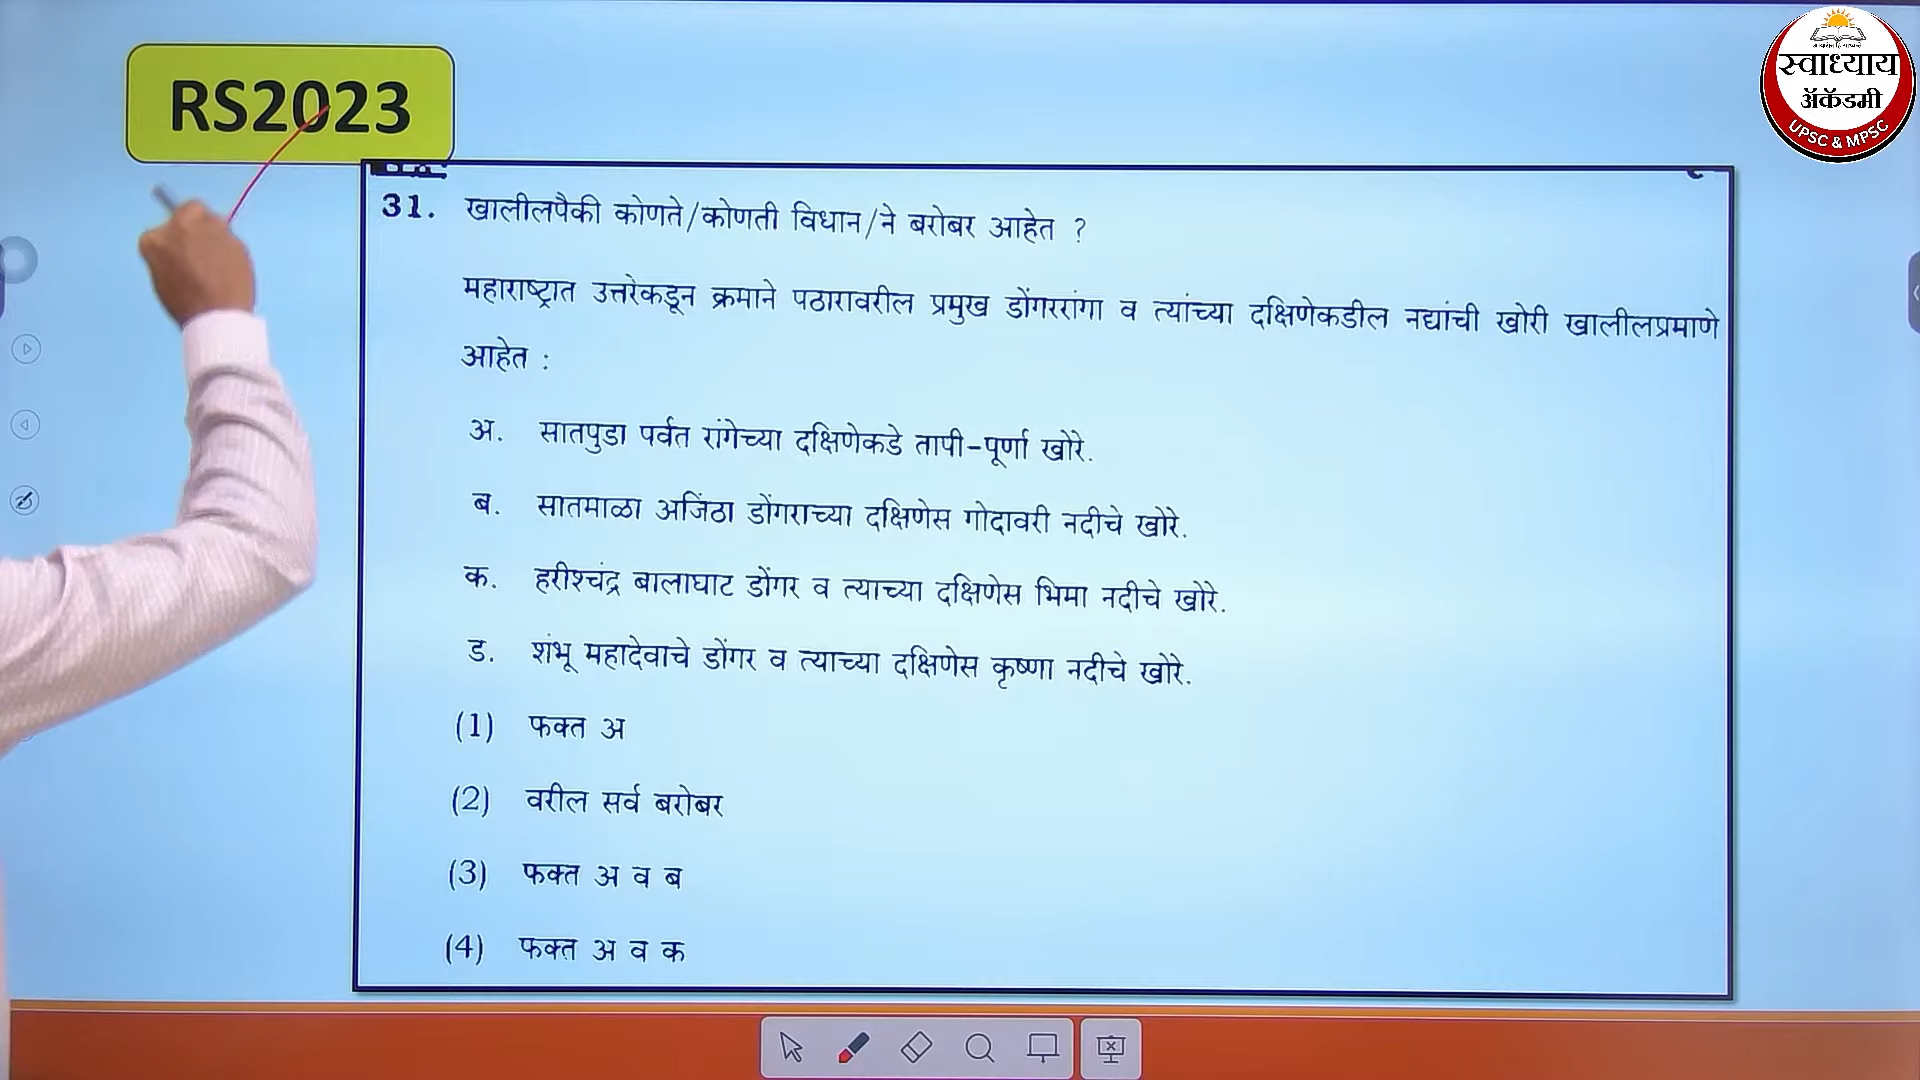 RS2023
स्वाध्याय
ॲकॅडमी
UPSC & MPSC
31. खालीलपैकी कोणते/कोणती विधान/ने बरोबर आहेत ?
महाराष्ट्रात उत्तरेकडून क्रमाने पठारावरील प्रमुख डोंगररांगा व त्यांच्या दक्षिणेकडील नद्यांची खोरी खालीलप्रमाणे
आहेत :
अ. सातपुडा पर्वत रांगेच्या दक्षिणेकडे तापी-पूर्णा खोरे.
ब. सातमाळा अजिंठा डोंगराच्या दक्षिणेस गोदावरी नदीचे खोरे.
क. हरीश्चंद्र बालाघाट डोंगर व त्याच्या दक्षिणेस भिमा नदीचे खोरे.
ड. शंभू महादेवाचे डोंगर व त्याच्या दक्षिणेस कृष्णा नदीचे खोरे.
(1) फक्त अ
(2) वरील सर्व बरोबर
(3) फक्त अ व ब
(4) फक्त अ व क